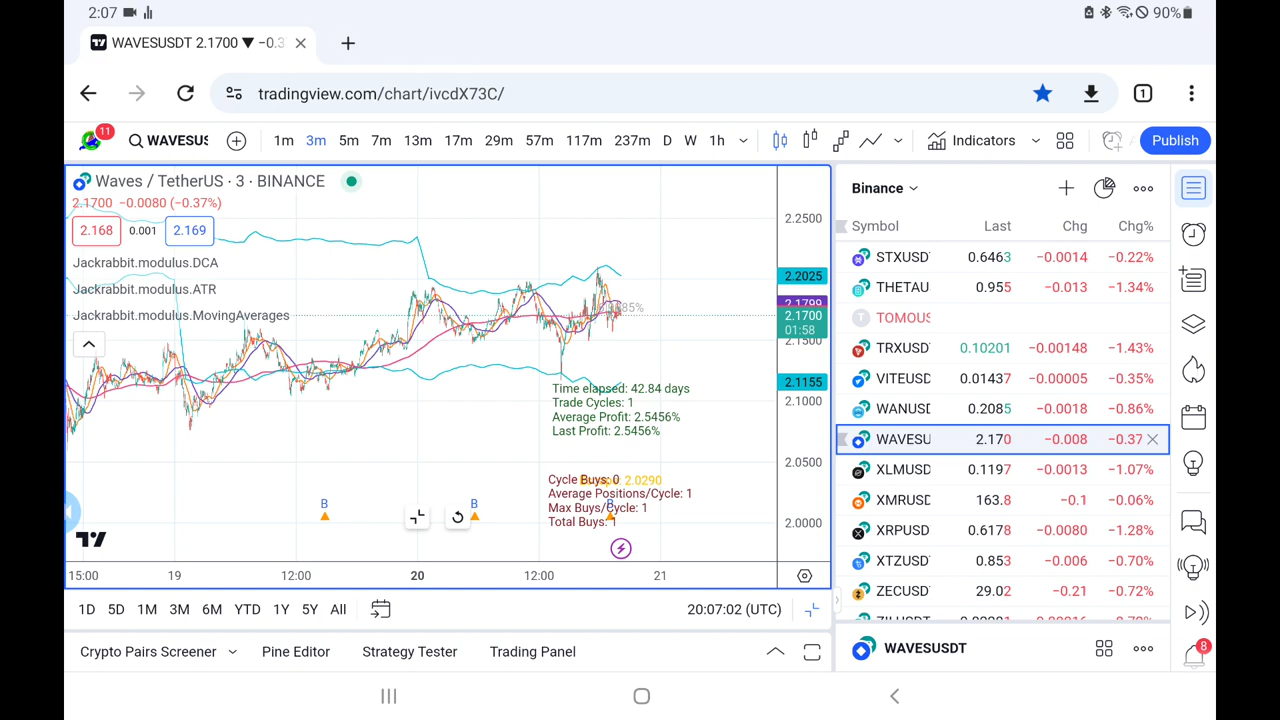 2:07
90%
WAVESUSDT 2.1700 ▼ −0.3
tradingview.com/chart/ivcdX73C/
1
11
WAVESUS
1m 3m 5m 7m 13m 17m 29m 57m 117m 237m D W 1h
Indicators
Publish
Waves / TetherUS · 3 · BINANCE
2.1700 −0.0080 (−0.37%)
2.168 0.001 2.169
Jackrabbit.modulus.DCA
Jackrabbit.modulus.ATR
Jackrabbit.modulus.MovingAverages
85%
Time elapsed: 42.84 days
Trade Cycles: 1
Average Profit: 2.5456%
Last Profit: 2.5456%
Cycle Buys: 0
2.0290
Average Positions/Cycle: 1
Max Buys/Cycle: 1
Total Buys: 1
B B B
2.2500
2.2025
2.1799
2.1700
01:58
2.1500
2.1155
2.1000
2.0500
2.0000
15:00 19 12:00 20 12:00 21
1D 5D 1M 3M 6M YTD 1Y 5Y All
20:07:02 (UTC)
Crypto Pairs Screener Pine Editor Strategy Tester Trading Panel
Binance
Symbol Last Chg Chg%
STXUSD 0.6463 −0.0014 −0.22%
THETAU 0.955 −0.013 −1.34%
T TOMOUS
TRXUSD 0.10201 −0.00148 −1.43%
VITEUSD 0.01437 −0.00005 −0.35%
WANUSD 0.2085 −0.0018 −0.86%
WAVESU 2.170 −0.008 −0.37
XLMUSD 0.1197 −0.0013 −1.07%
XMRUSD 163.8 −0.1 −0.06%
XRPUSD 0.6178 −0.0080 −1.28%
XTZUSD 0.853 −0.006 −0.70%
ZECUSD 29.02 −0.21 −0.72%
WAVESUSDT
8